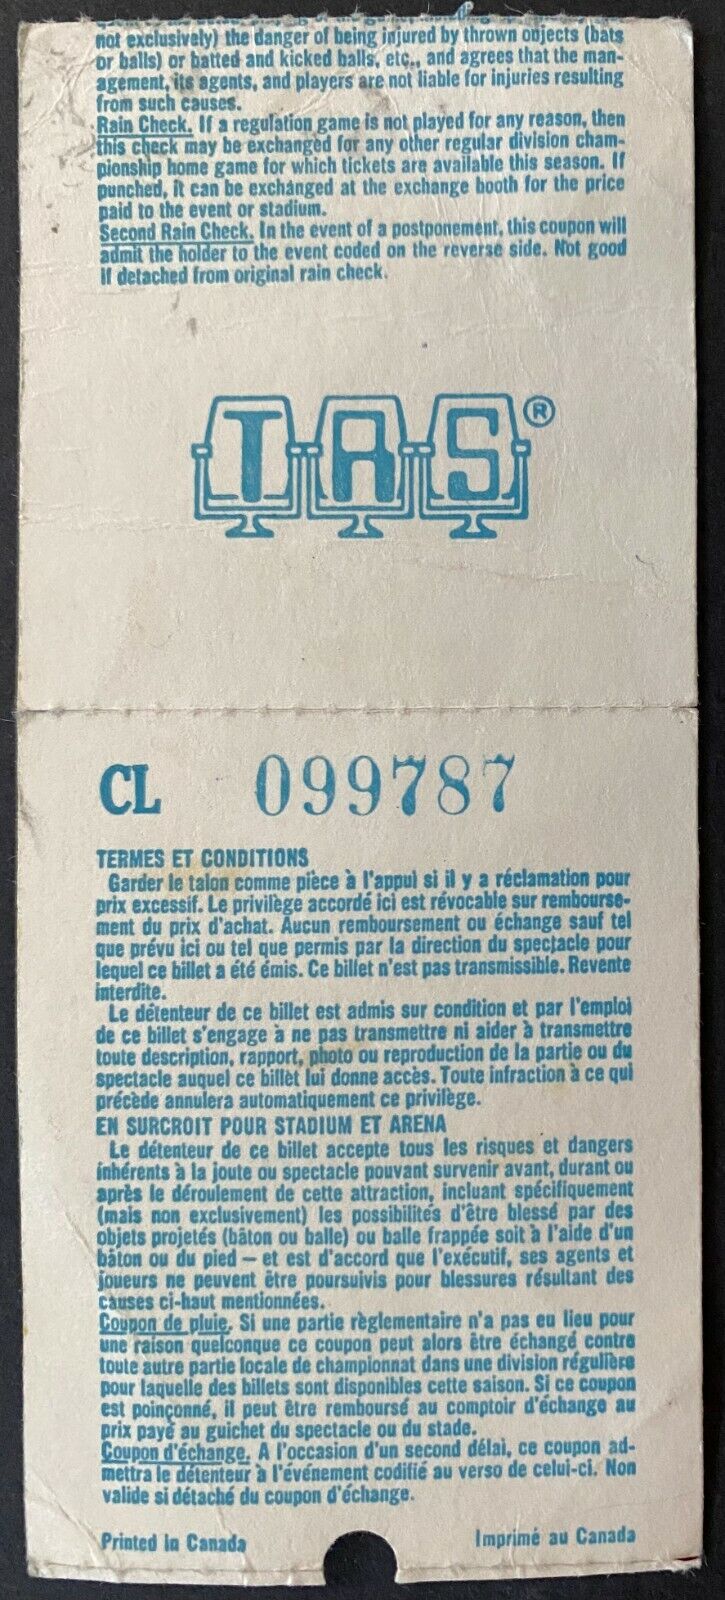 not exclusively) the danger of being injured by thrown objects (bats
or balls) or batted and kicked balls, etc., and agrees that the man-
agement, its agents, and players are not liable for injuries resulting
from such causes.
Rain Check. If a regulation game is not played for any reason, then
this check may be exchanged for any other regular division cham-
pionship home game for which tickets are available this season. If
punched, it can be exchanged at the exchange booth for the price
paid to the event or stadium.
Second Rain Check. In the event of a postponement, this coupon will
admit the holder to the event coded on the reverse side. Not good
if detached from original rain check.
TRS®
CL 099787
TERMES ET CONDITIONS
Garder le talon comme pièce à l'appui si il y a réclamation pour
prix excessif. Le privilège accordé ici est révocable sur rembourse-
ment du prix d'achat. Aucun remboursement ou échange sauf tel
que prévu ici ou tel que permis par la direction du spectacle pour
lequel ce billet a été émis. Ce billet n'est pas transmissible. Revente
interdite.
Le détenteur de ce billet est admis sur condition et par l'emploi
de ce billet s'engage à ne pas transmettre ni aider à transmettre
toute description, rapport, photo ou reproduction de la partie ou du
spectacle auquel ce billet lui donne accès. Toute infraction à ce qui
précède annulera automatiquement ce privilège.
EN SURCROIT POUR STADIUM ET ARENA
Le détenteur de ce billet accepte tous les risques et dangers
inhérents à la joute ou spectacle pouvant survenir avant, durant ou
après le déroulement de cette attraction, incluant spécifiquement
(mais non exclusivement) les possibilités d'être blessé par des
objets projetés (bâton ou balle) ou balle frappée soit à l'aide d'un
bâton ou du pied — et est d'accord que l'exécutif, ses agents et
joueurs ne peuvent être poursuivis pour blessures résultant des
causes ci-haut mentionnées.
Coupon de pluie. Si une partie règlementaire n'a pas eu lieu pour
une raison quelconque ce coupon peut alors être échangé contre
toute autre partie locale de championnat dans une division régulière
pour laquelle des billets sont disponibles cette saison. Si ce coupon
est poinçonné, il peut être remboursé au comptoir d'échange au
prix payé au guichet du spectacle ou du stade.
Coupon d'échange. A l'occasion d'un second délai, ce coupon ad-
mettra le détenteur à l'événement codifié au verso de celui-ci. Non
valide si détaché du coupon d'échange.
Printed in Canada Imprimé au Canada